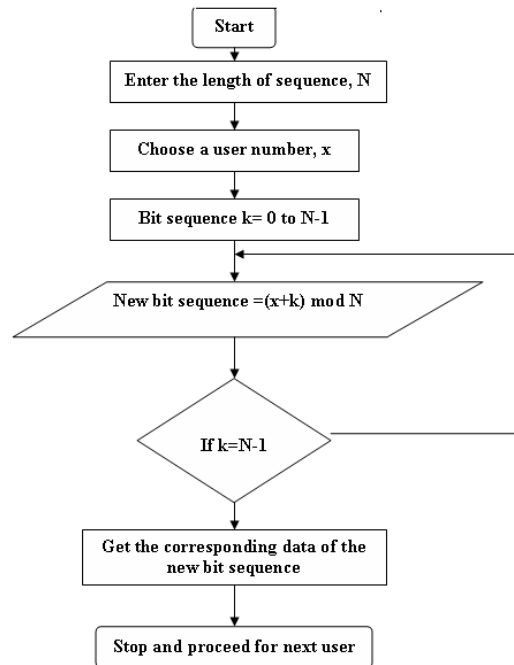 Start
Enter the length of sequence, N
Choose a user number, x
Bit sequence k= 0 to N-1
New bit sequence =(x+k) mod N
If k=N-1
Get the corresponding data of the
new bit sequence
Stop and proceed for next user